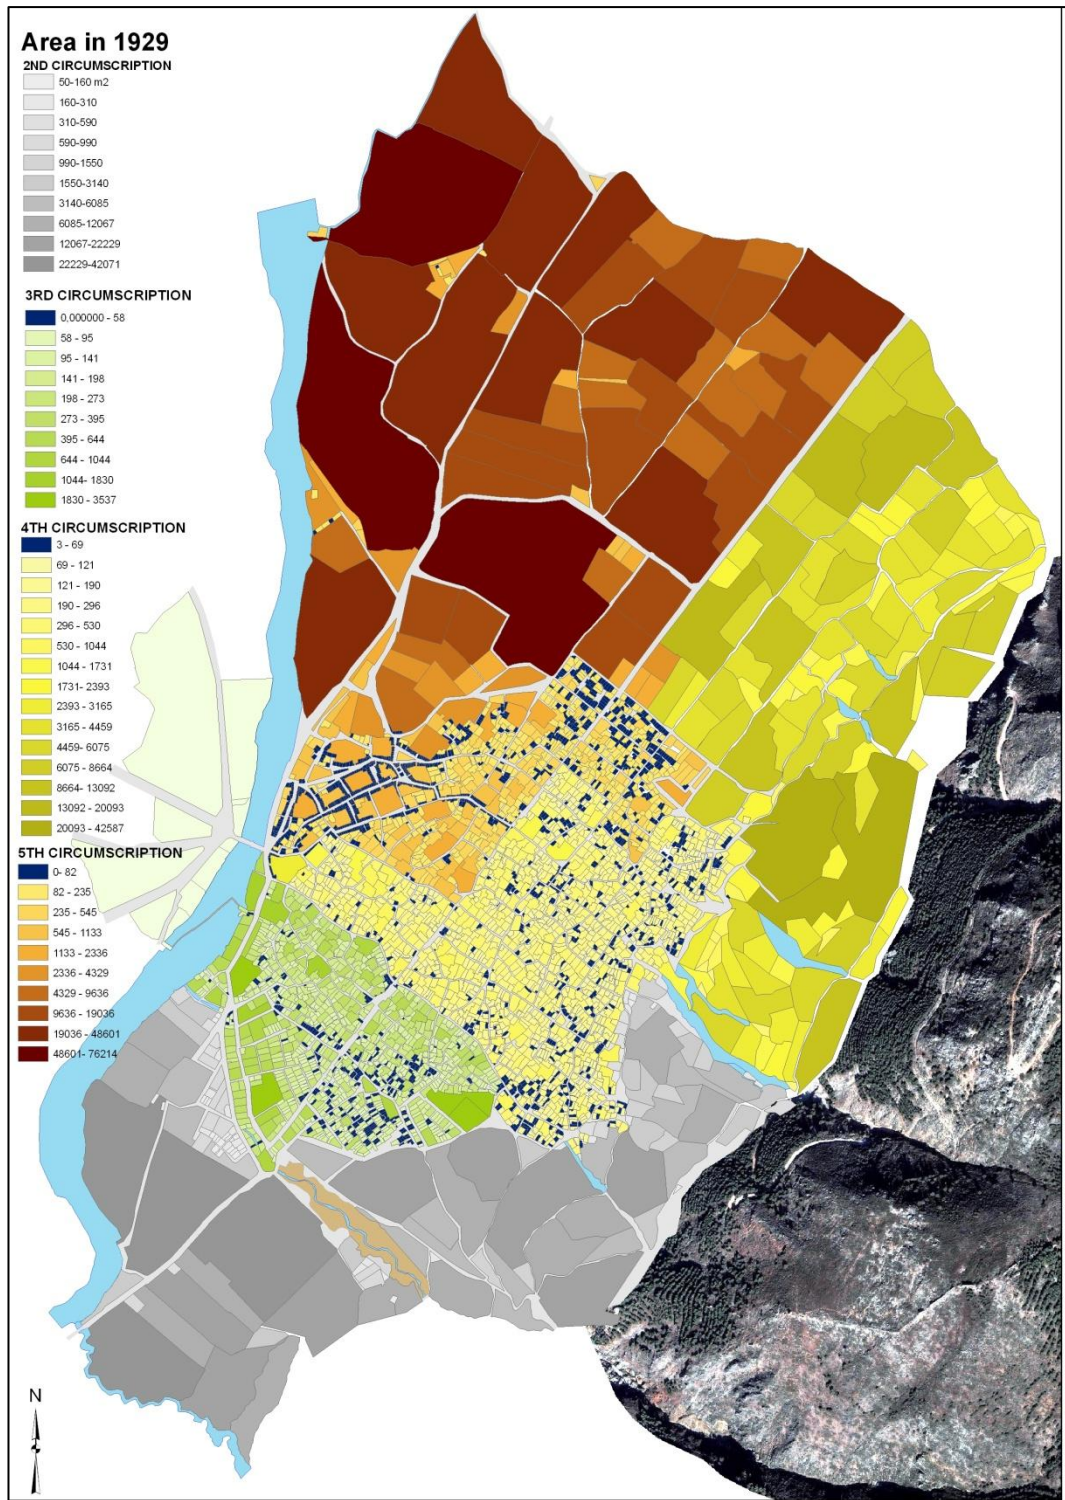 Area in 1929
2ND CIRCUMSCRIPTION
50-160 m2
160-310
310-590
590-990
990-1550
1550-3140
3140-6085
6085-12067
12067-22229
22229-42071
3RD CIRCUMSCRIPTION
0,000000 - 58
58 - 95
95 - 141
141 - 198
198 - 273
273 - 395
395 - 644
644 - 1044
1044- 1830
1830 - 3537
4TH CIRCUMSCRIPTION
3 - 69
69 - 121
121 - 190
190 - 296
296 - 530
530 - 1044
1044 - 1731
1731- 2393
2393 - 3165
3165 - 4459
4459- 6075
6075 - 8664
8664- 13092
13092 - 20093
20093 - 42587
5TH CIRCUMSCRIPTION
0- 82
82 - 235
235 - 545
545 - 1133
1133 - 2336
2336 - 4329
4329 - 9636
9636 - 19036
19036 - 48601
48601- 76214
N